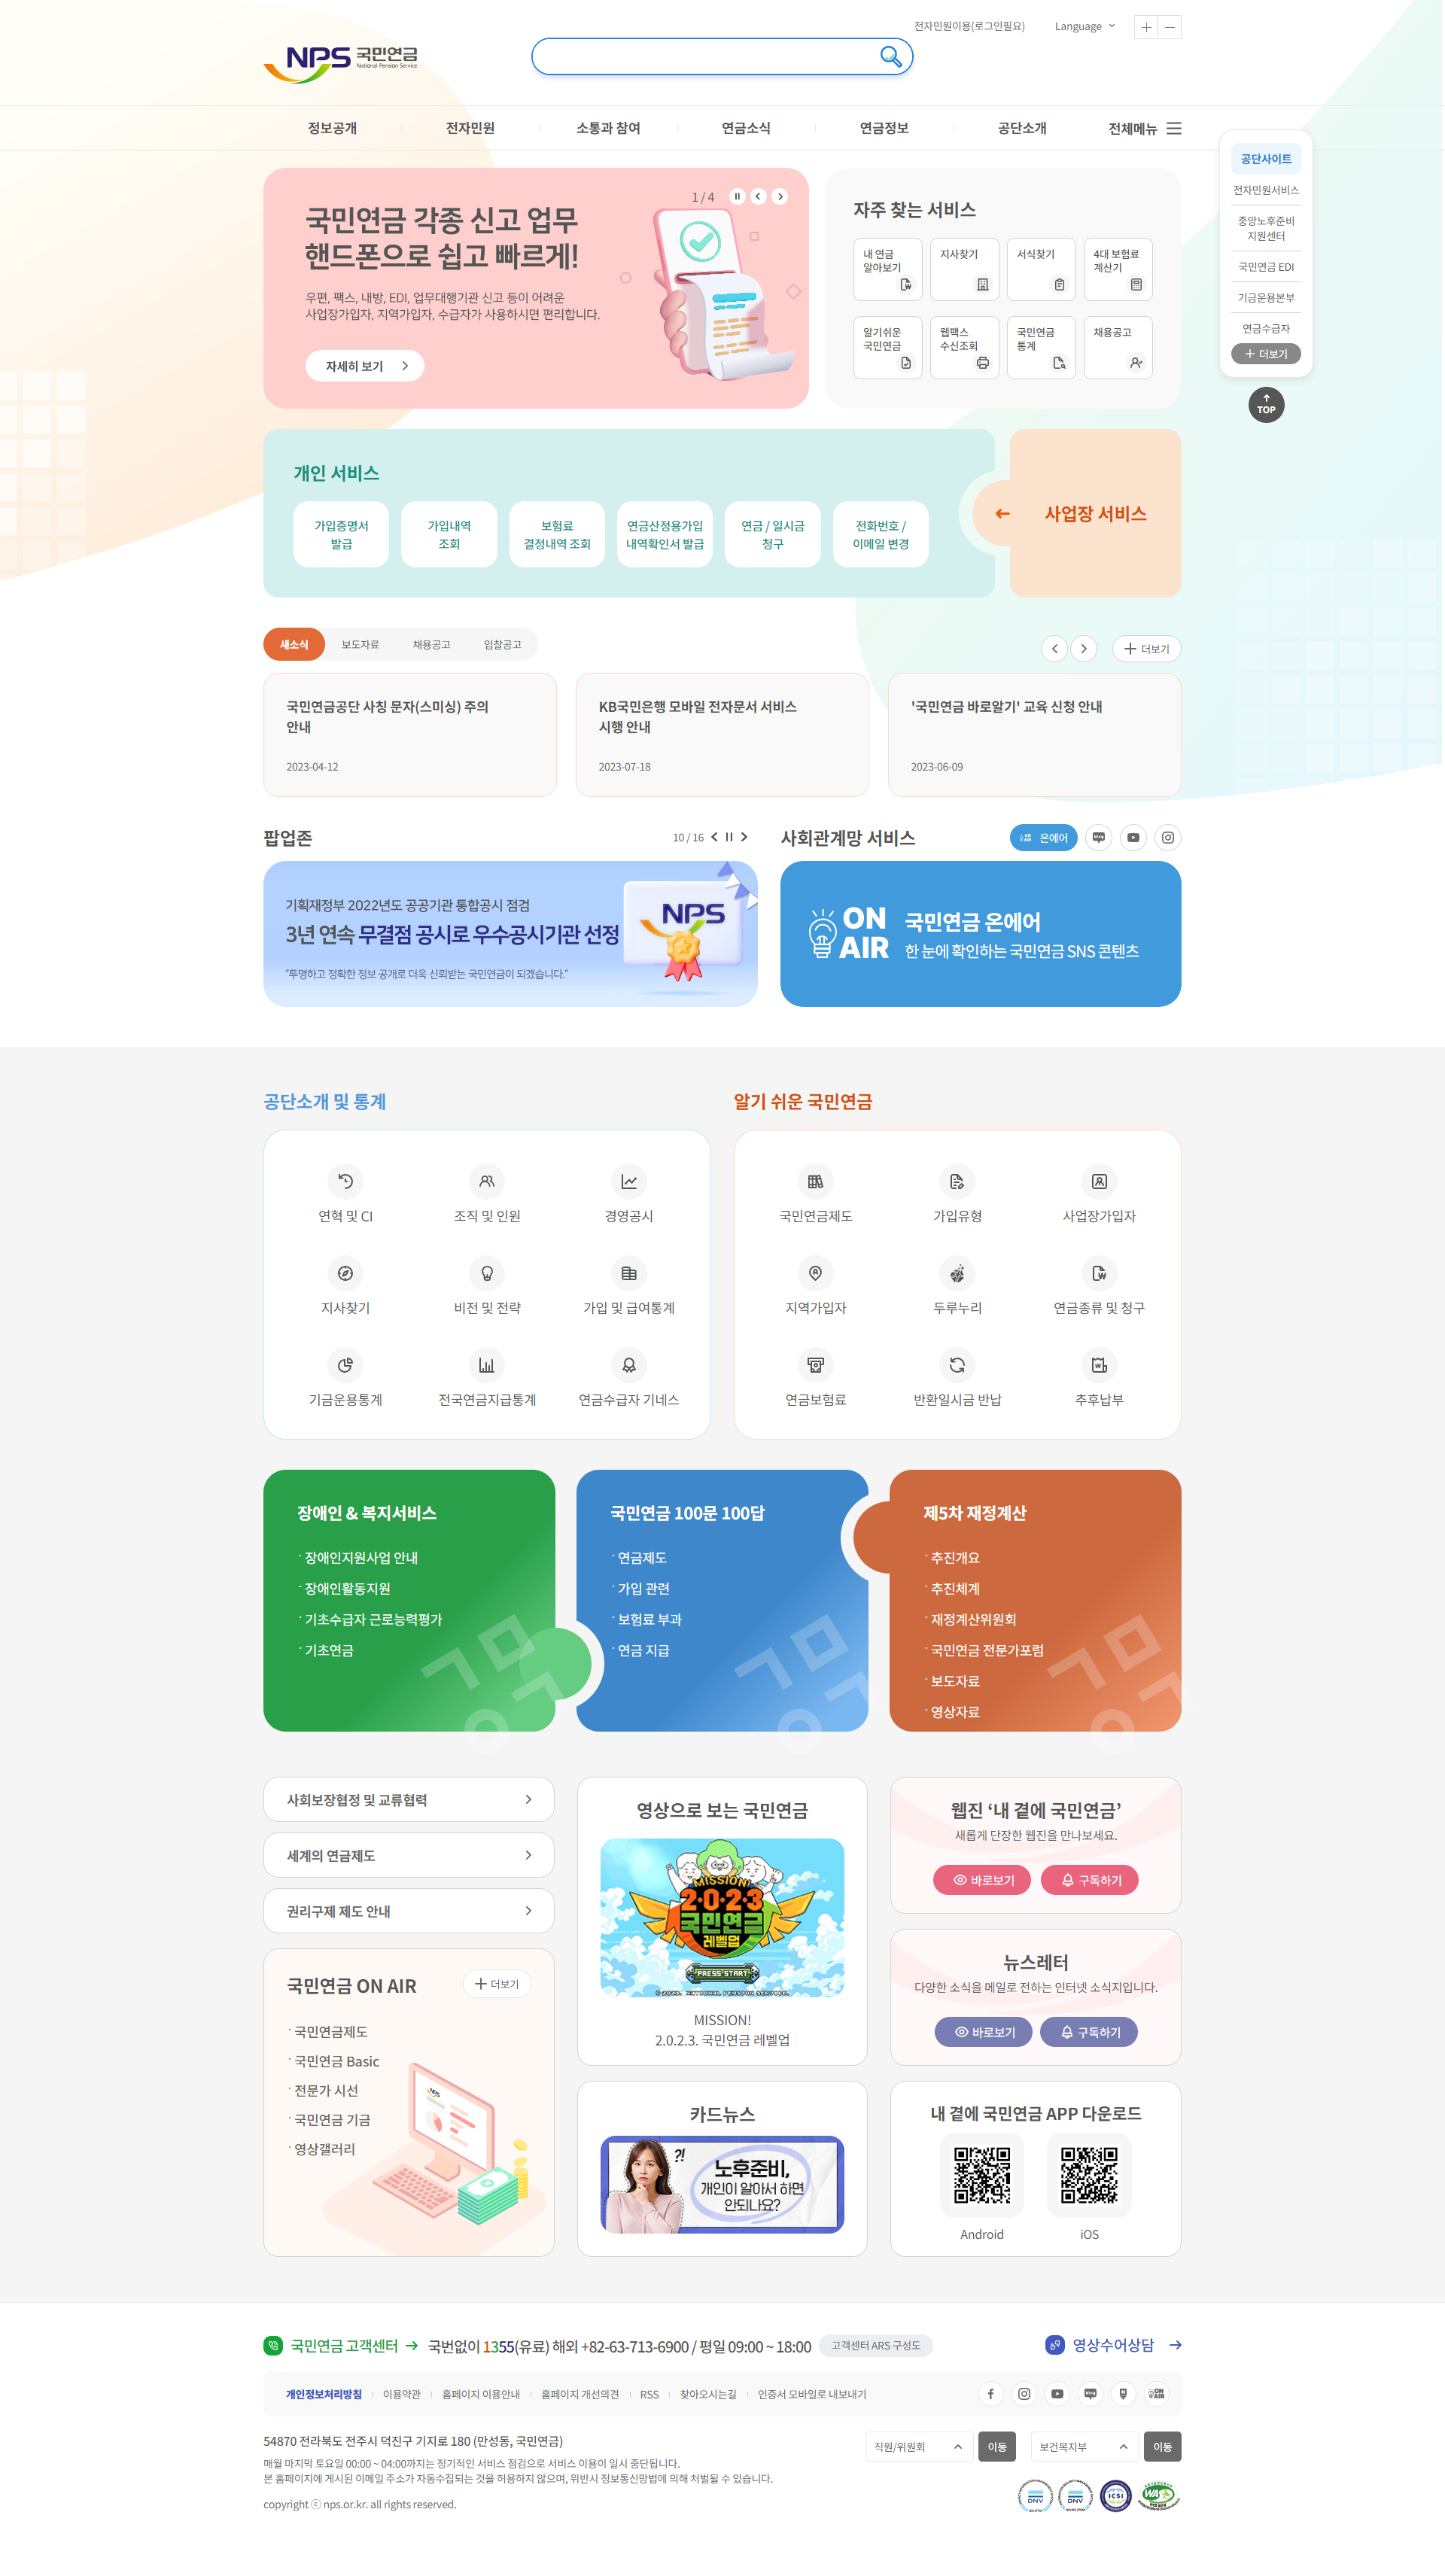 전자민원이용(로그인필요)
Language
NPS 국민연금
National Pension Service
정보공개
전자민원
소통과 참여
연금소식
연금정보
공단소개
전체메뉴
공단사이트
전자민원서비스
중앙노후준비
지원센터
국민연금 EDI
기금운용본부
연금수급자
더보기
TOP
1 / 4
국민연금 각종 신고 업무
핸드폰으로 쉽고 빠르게!
우편, 팩스, 내방, EDI, 업무대행기관 신고 등이 어려운
사업장가입자, 지역가입자, 수급자가 사용하시면 편리합니다.
자세히 보기
자주 찾는 서비스
내 연금
알아보기
지사찾기
서식찾기
4대 보험료
계산기
알기쉬운
국민연금
웹팩스
수신조회
국민연금
통계
채용공고
개인 서비스
가입증명서
발급
가입내역
조회
보험료
결정내역 조회
연금산정용가입
내역확인서 발급
연금 / 일시금
청구
전화번호 /
이메일 변경
사업장 서비스
새소식
보도자료
채용공고
입찰공고
더보기
국민연금공단 사칭 문자(스미싱) 주의
안내
2023-04-12
KB국민은행 모바일 전자문서 서비스
시행 안내
2023-07-18
'국민연금 바로알기' 교육 신청 안내
2023-06-09
팝업존
10 / 16
기획재정부 2022년도 공공기관 통합공시 점검
3년 연속 무결점 공시로 우수공시기관 선정
"투명하고 정확한 정보 공개로 더욱 신뢰받는 국민연금이 되겠습니다."
NPS
사회관계망 서비스
ON AIR 온에어
blog
ON
AIR
국민연금 온에어
한 눈에 확인하는 국민연금 SNS 콘텐츠
공단소개 및 통계
연혁 및 CI
조직 및 인원
경영공시
지사찾기
비전 및 전략
가입 및 급여통계
기금운용통계
전국연금지급통계
연금수급자 기네스
알기 쉬운 국민연금
국민연금제도
가입유형
사업장가입자
지역가입자
두루누리
연금종류 및 청구
연금보험료
반환일시금 반납
추후납부
장애인 & 복지서비스
장애인지원사업 안내
장애인활동지원
기초수급자 근로능력평가
기초연금
국민연금 100문 100답
연금제도
가입 관련
보험료 부과
연금 지급
제5차 재정계산
추진개요
추진체계
재정계산위원회
국민연금 전문가포럼
보도자료
영상자료
사회보장협정 및 교류협력
세계의 연금제도
권리구제 제도 안내
국민연금 ON AIR
더보기
국민연금제도
국민연금 Basic
전문가 시선
국민연금 기금
영상갤러리
NPS
영상으로 보는 국민연금
MISSION!
2·0·2·3
국민연금
레벨업
PRESS START
©2023. NATIONAL PENSION SERVICE.
MISSION!
2.0.2.3. 국민연금 레벨업
카드뉴스
?!
노후준비,
개인이 알아서 하면
안되나요?
웹진 ‘내 곁에 국민연금’
새롭게 단장한 웹진을 만나보세요.
바로보기
구독하기
뉴스레터
다양한 소식을 메일로 전하는 인터넷 소식지입니다.
바로보기
구독하기
내 곁에 국민연금 APP 다운로드
Android
iOS
국민연금 고객센터
국번없이 1355(유료) 해외 +82-63-713-6900 / 평일 09:00 ~ 18:00
고객센터 ARS 구성도
영상수어상담
개인정보처리방침
이용약관
홈페이지 이용안내
홈페이지 개선의견
RSS
찾아오시는길
인증서 모바일로 내보내기
blog
ON AIR
54870 전라북도 전주시 덕진구 기지로 180 (만성동, 국민연금)
매월 마지막 토요일 00:00 ~ 04:00까지는 정기적인 서비스 점검으로 서비스 이용이 일시 중단됩니다.
본 홈페이지에 게시된 이메일 주소가 자동수집되는 것을 허용하지 않으며, 위반시 정보통신망법에 의해 처벌될 수 있습니다.
copyright ⓒ nps.or.kr. all rights reserved.
직원/위원회
이동
보건복지부
이동
DNV
DNV
ICSI
WA